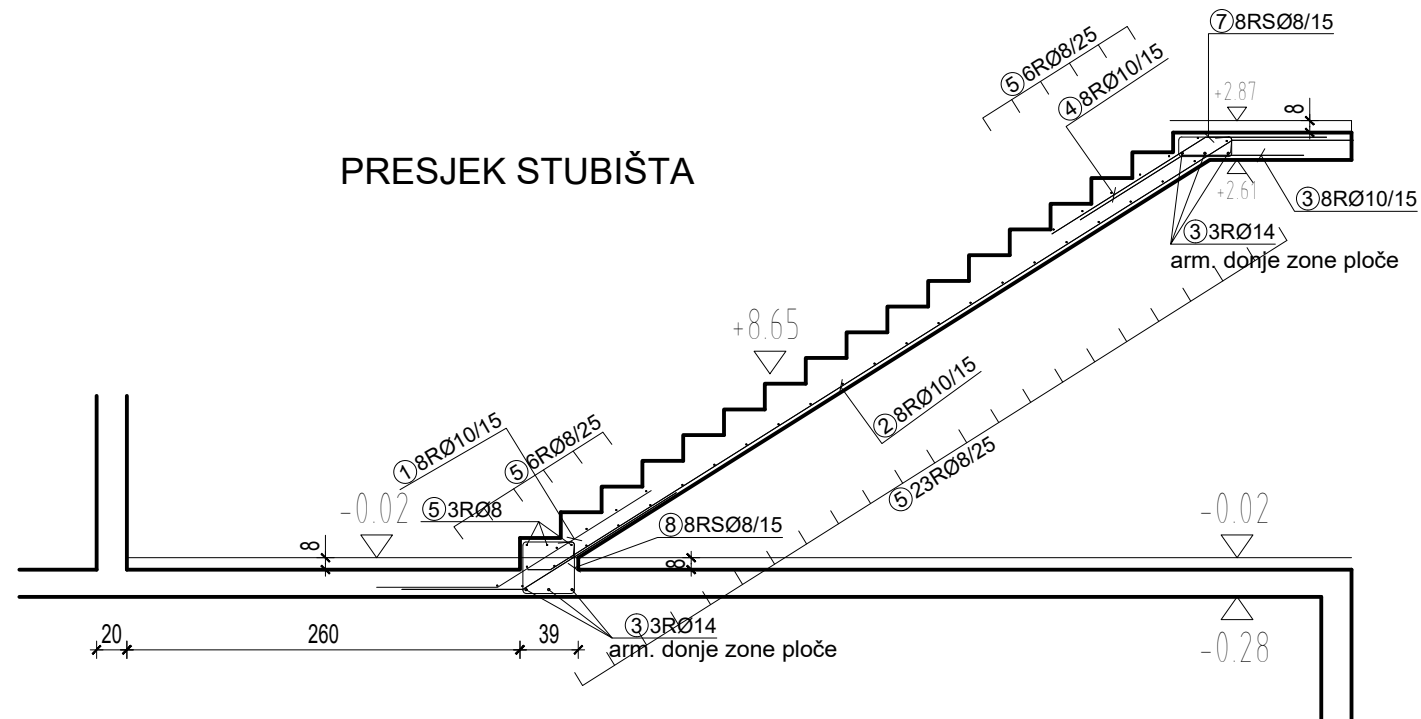 ⑦8RSØ8/15
⑤6RØ8/25
④8RØ10/15
+2.87
8
PRESJEK STUBIŠTA
+2.61
③8RØ10/15
③3RØ14
arm. donje zone ploče
+8.65
②8RØ10/15
①8RØ10/15
⑤6RØ8/25
⑤23RØ8/25
-0.02
⑤3RØ8
⑧8RSØ8/15
-0.02
8
8
20
260
39
③3RØ14
arm. donje zone ploče
-0.28